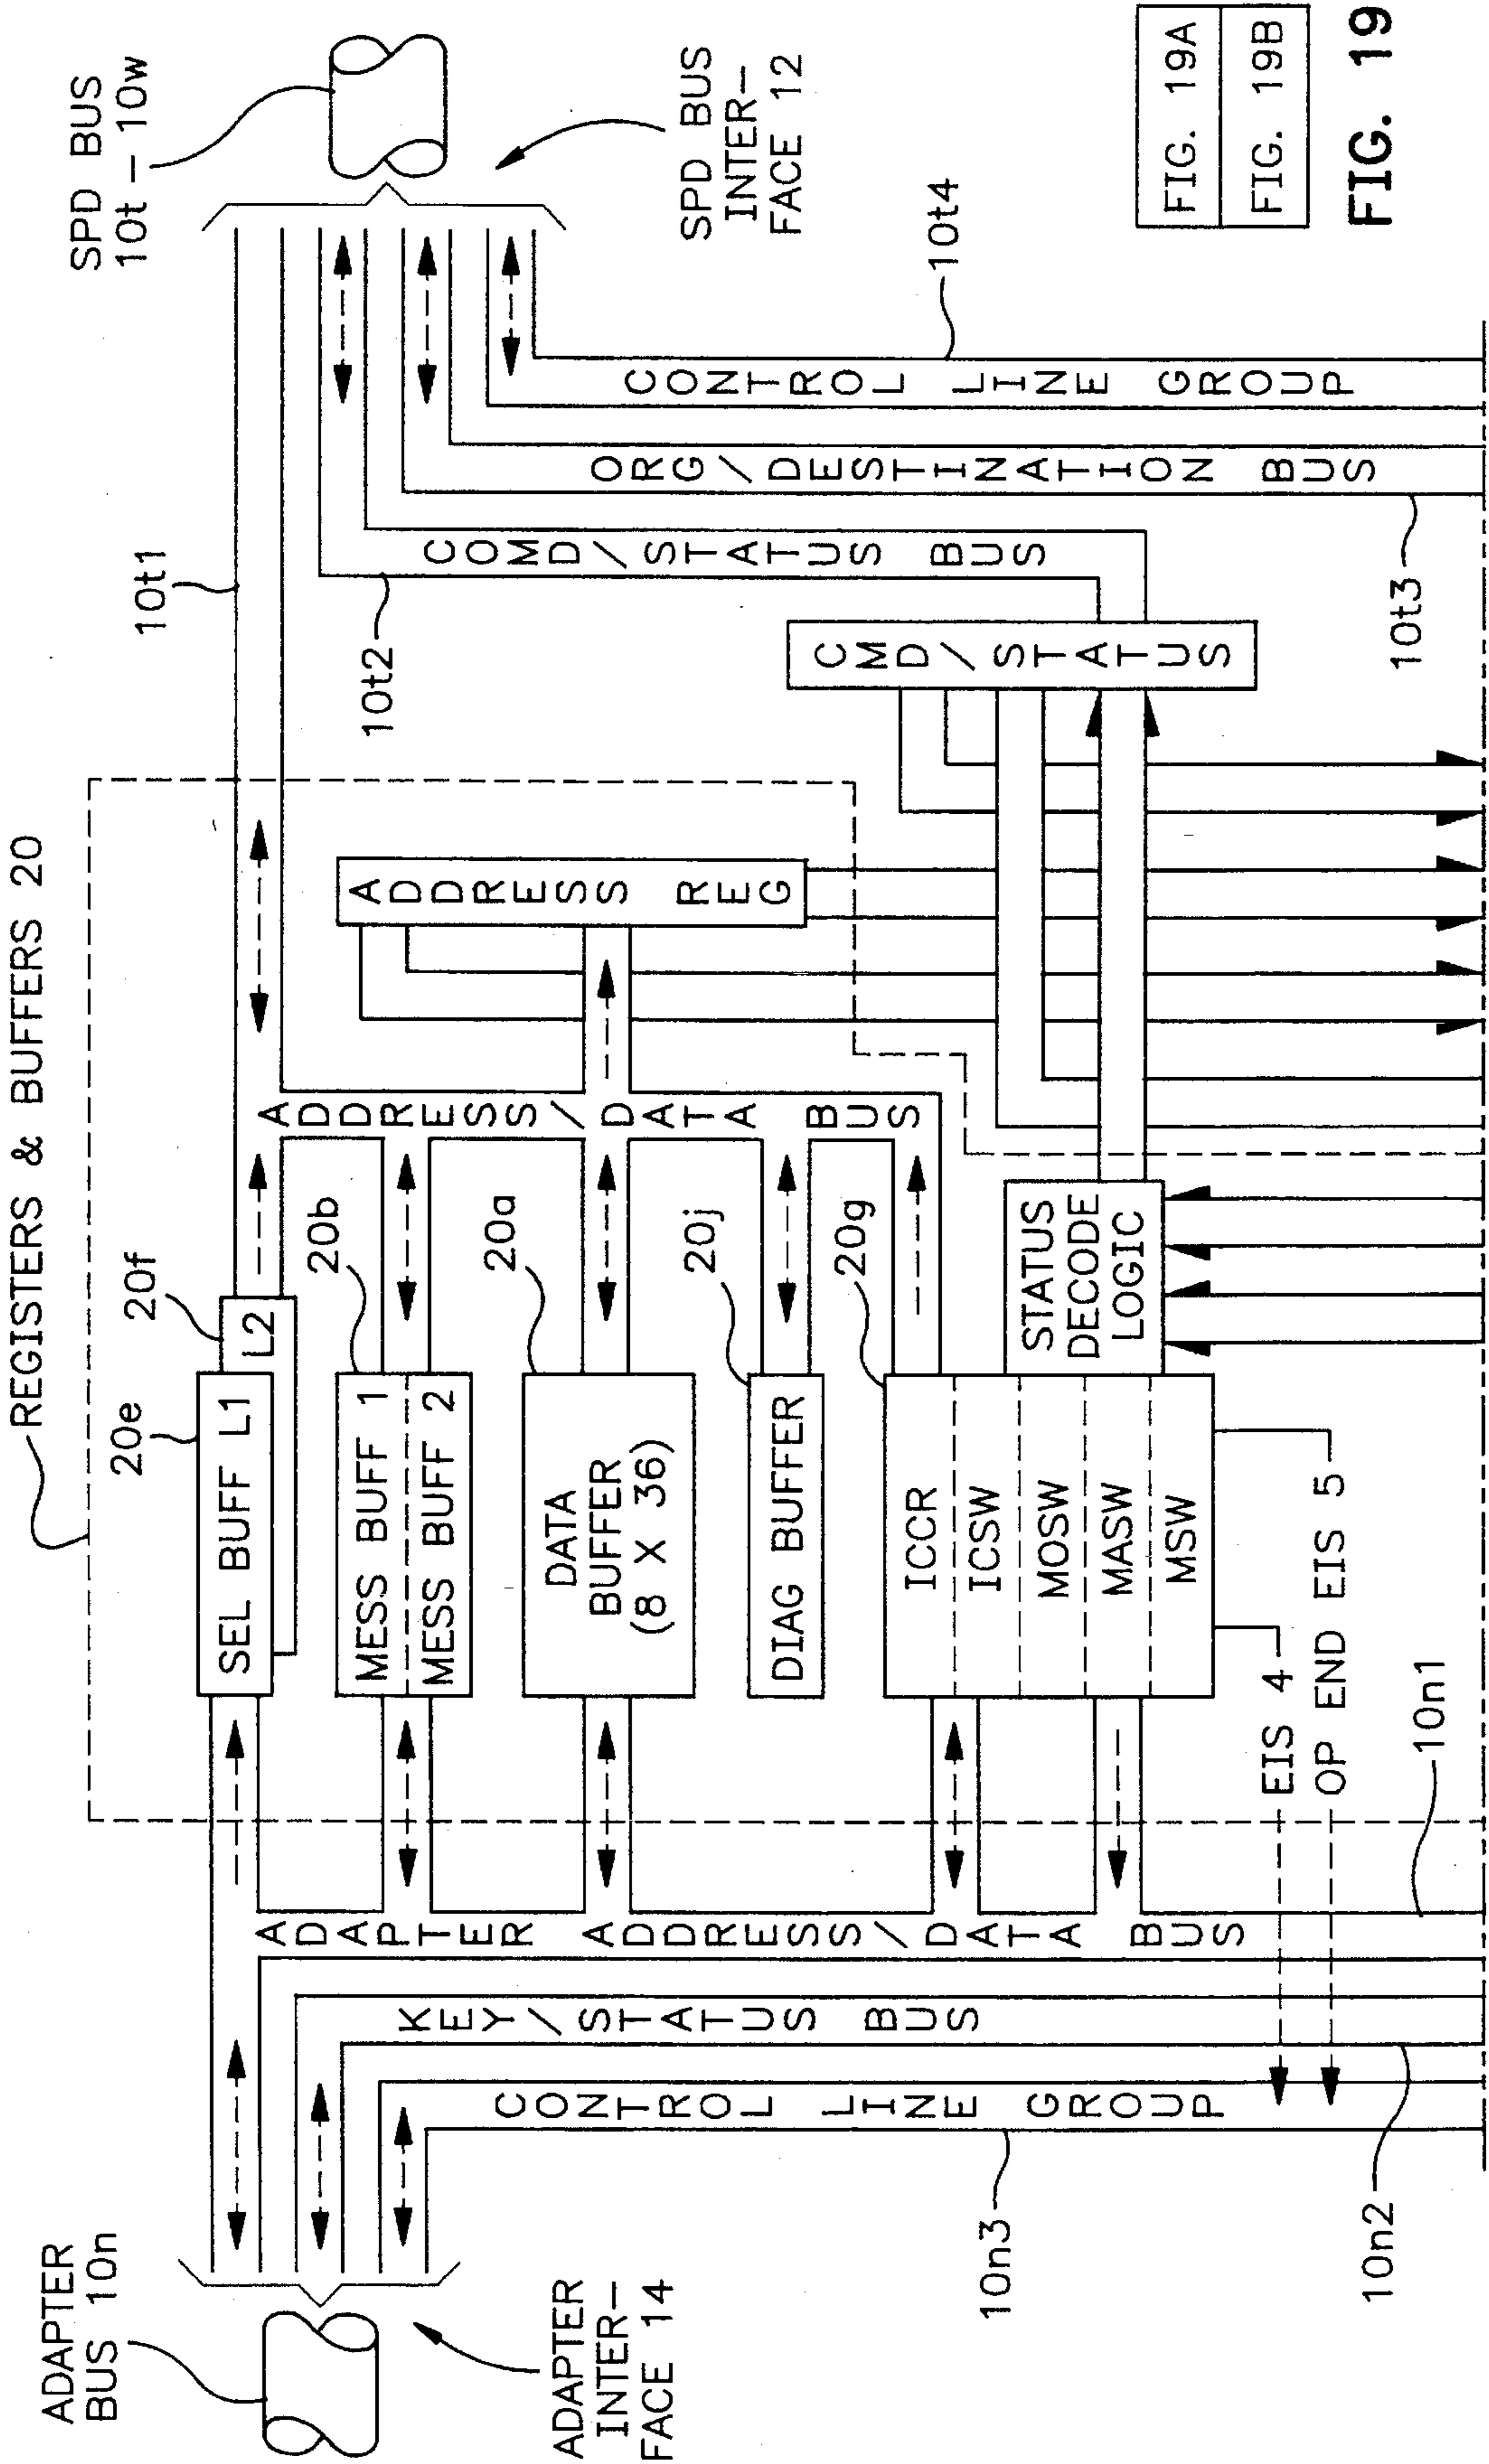 REGISTERS & BUFFERS 20
ADAPTER
BUS 10n
ADAPTER
INTER-
FACE 14
SPD BUS
10t - 10w
SPD BUS
INTER-
FACE 12
20e
20f
SEL BUFF L1
L2
10t1
20b
MESS BUFF 1
MESS BUFF 2
10t2
20a
DATA
BUFFER
(8 X 36)
20j
DIAG BUFFER
20g
ICCR
ICSW
MOSW
MASW
MSW
STATUS
DECODE
LOGIC
EIS 4
OP END EIS 5
CONTROL LINE GROUP
KEY/STATUS BUS
ADAPTER ADDRESS/DATA BUS
ADDRESS/DATA BUS
ADDRESS REG
CMD/STATUS
COMD/STATUS BUS
ORG/DESTINATION BUS
CONTROL LINE GROUP
10n3
10n2
10n1
10t3
10t4
FIG. 19A
FIG. 19B
FIG. 19